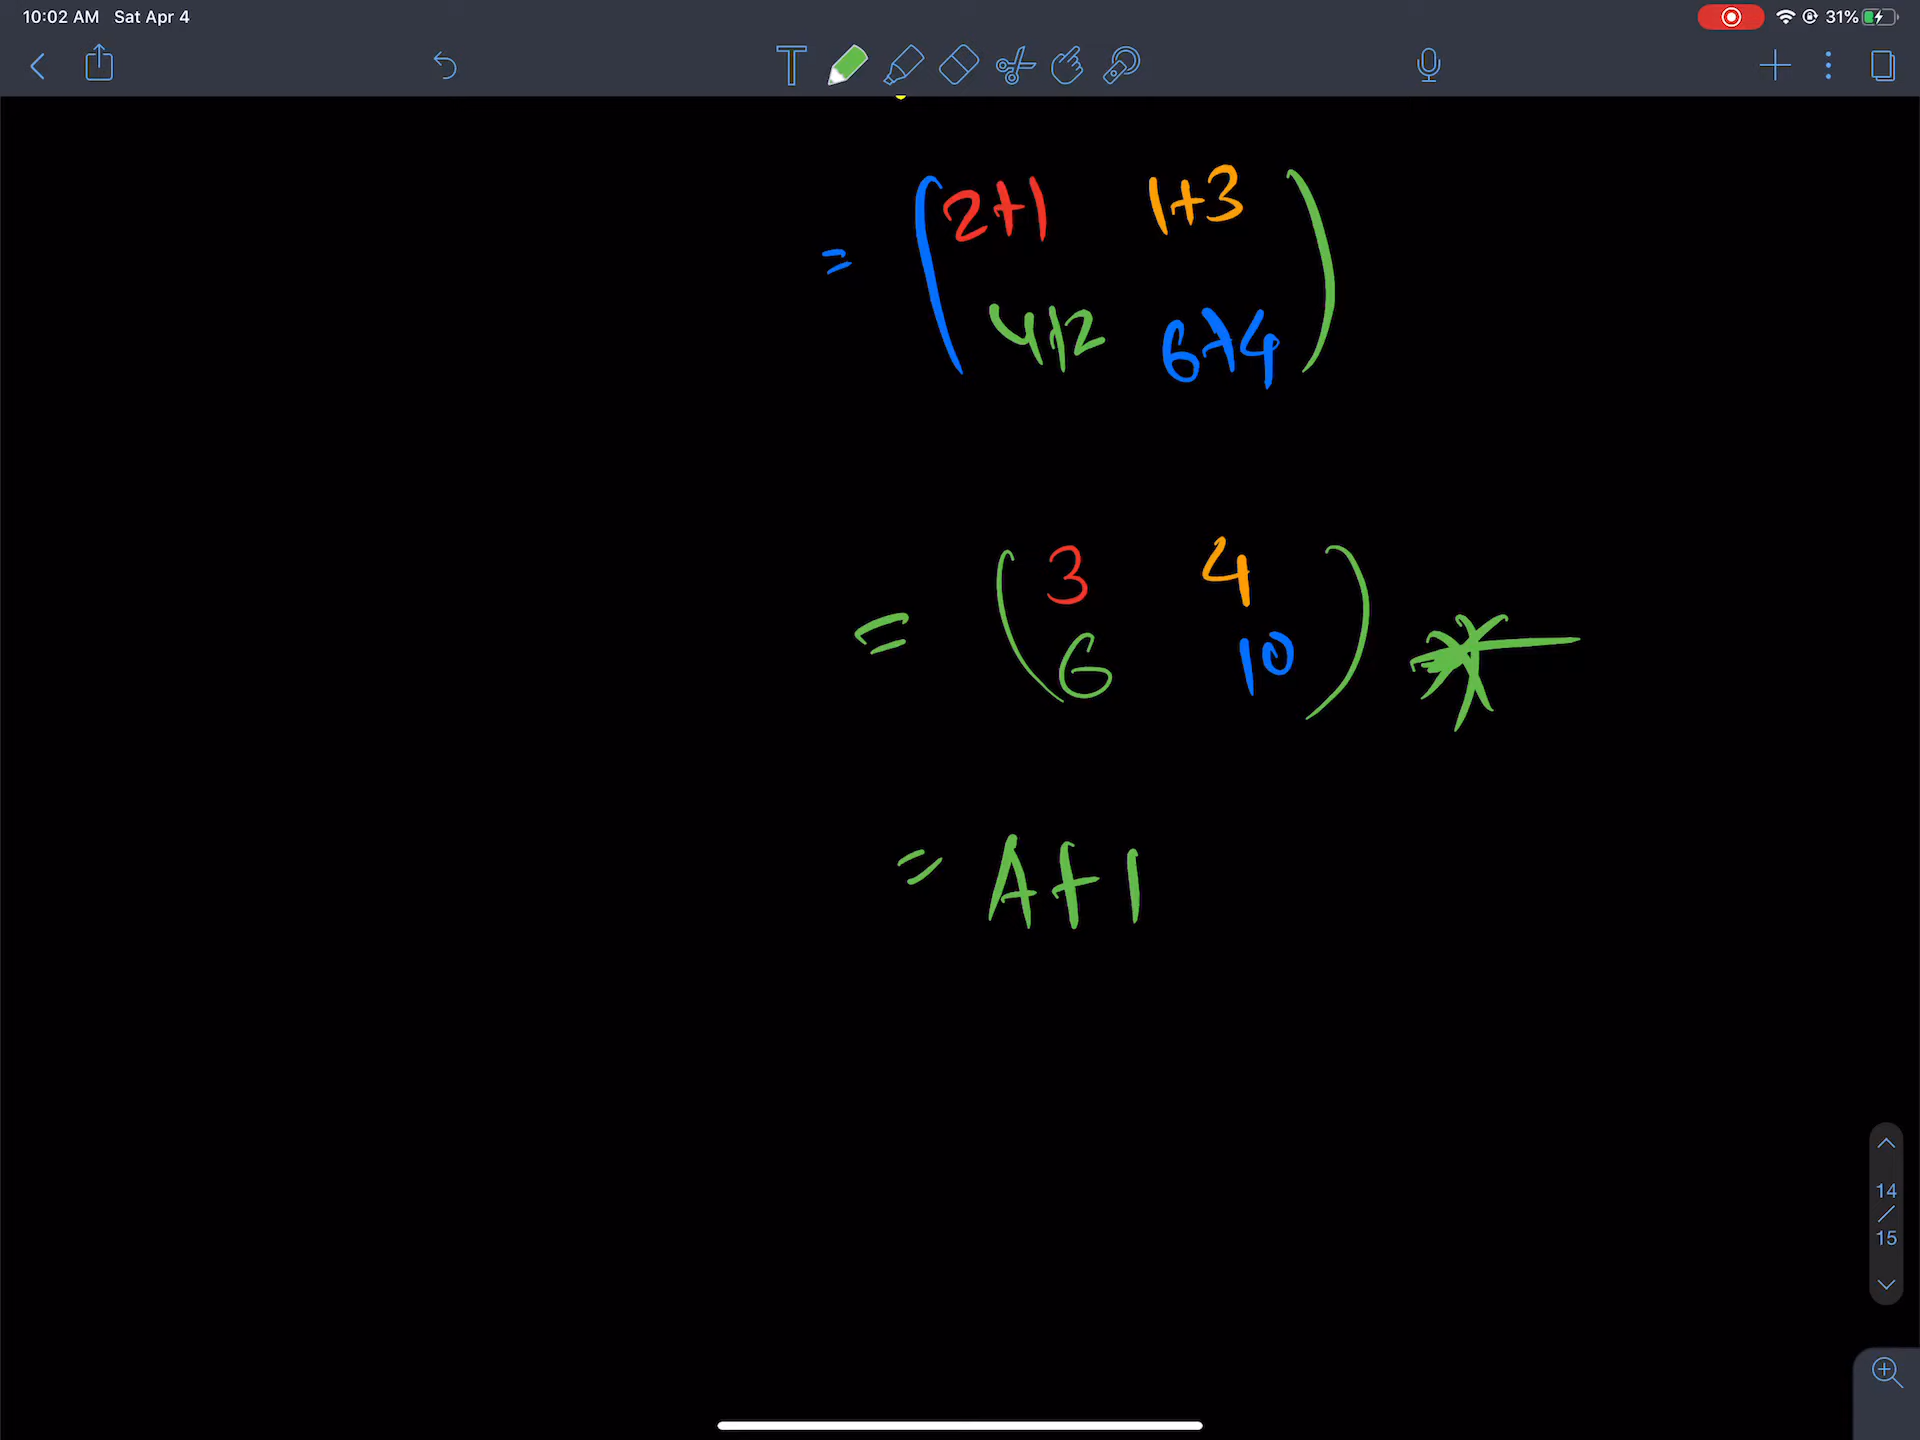 10:02 AM Sat Apr 4 31%
T
= ( 2+1 1+3
4+2 6+4 )
= ( 3 4
6 10 ) *
= A+1
14
/
15